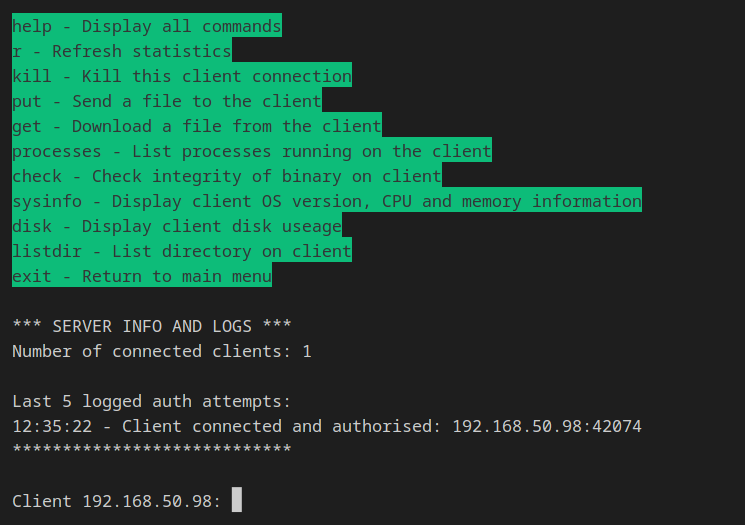 help - Display all commands
r - Refresh statistics
kill - Kill this client connection
put - Send a file to the client
get - Download a file from the client
processes - List processes running on the client
check - Check integrity of binary on client
sysinfo - Display client OS version, CPU and memory information
disk - Display client disk useage
listdir - List directory on client
exit - Return to main menu
*** SERVER INFO AND LOGS ***
Number of connected clients: 1
Last 5 logged auth attempts:
12:35:22 - Client connected and authorised: 192.168.50.98:42074
****************************
Client 192.168.50.98: